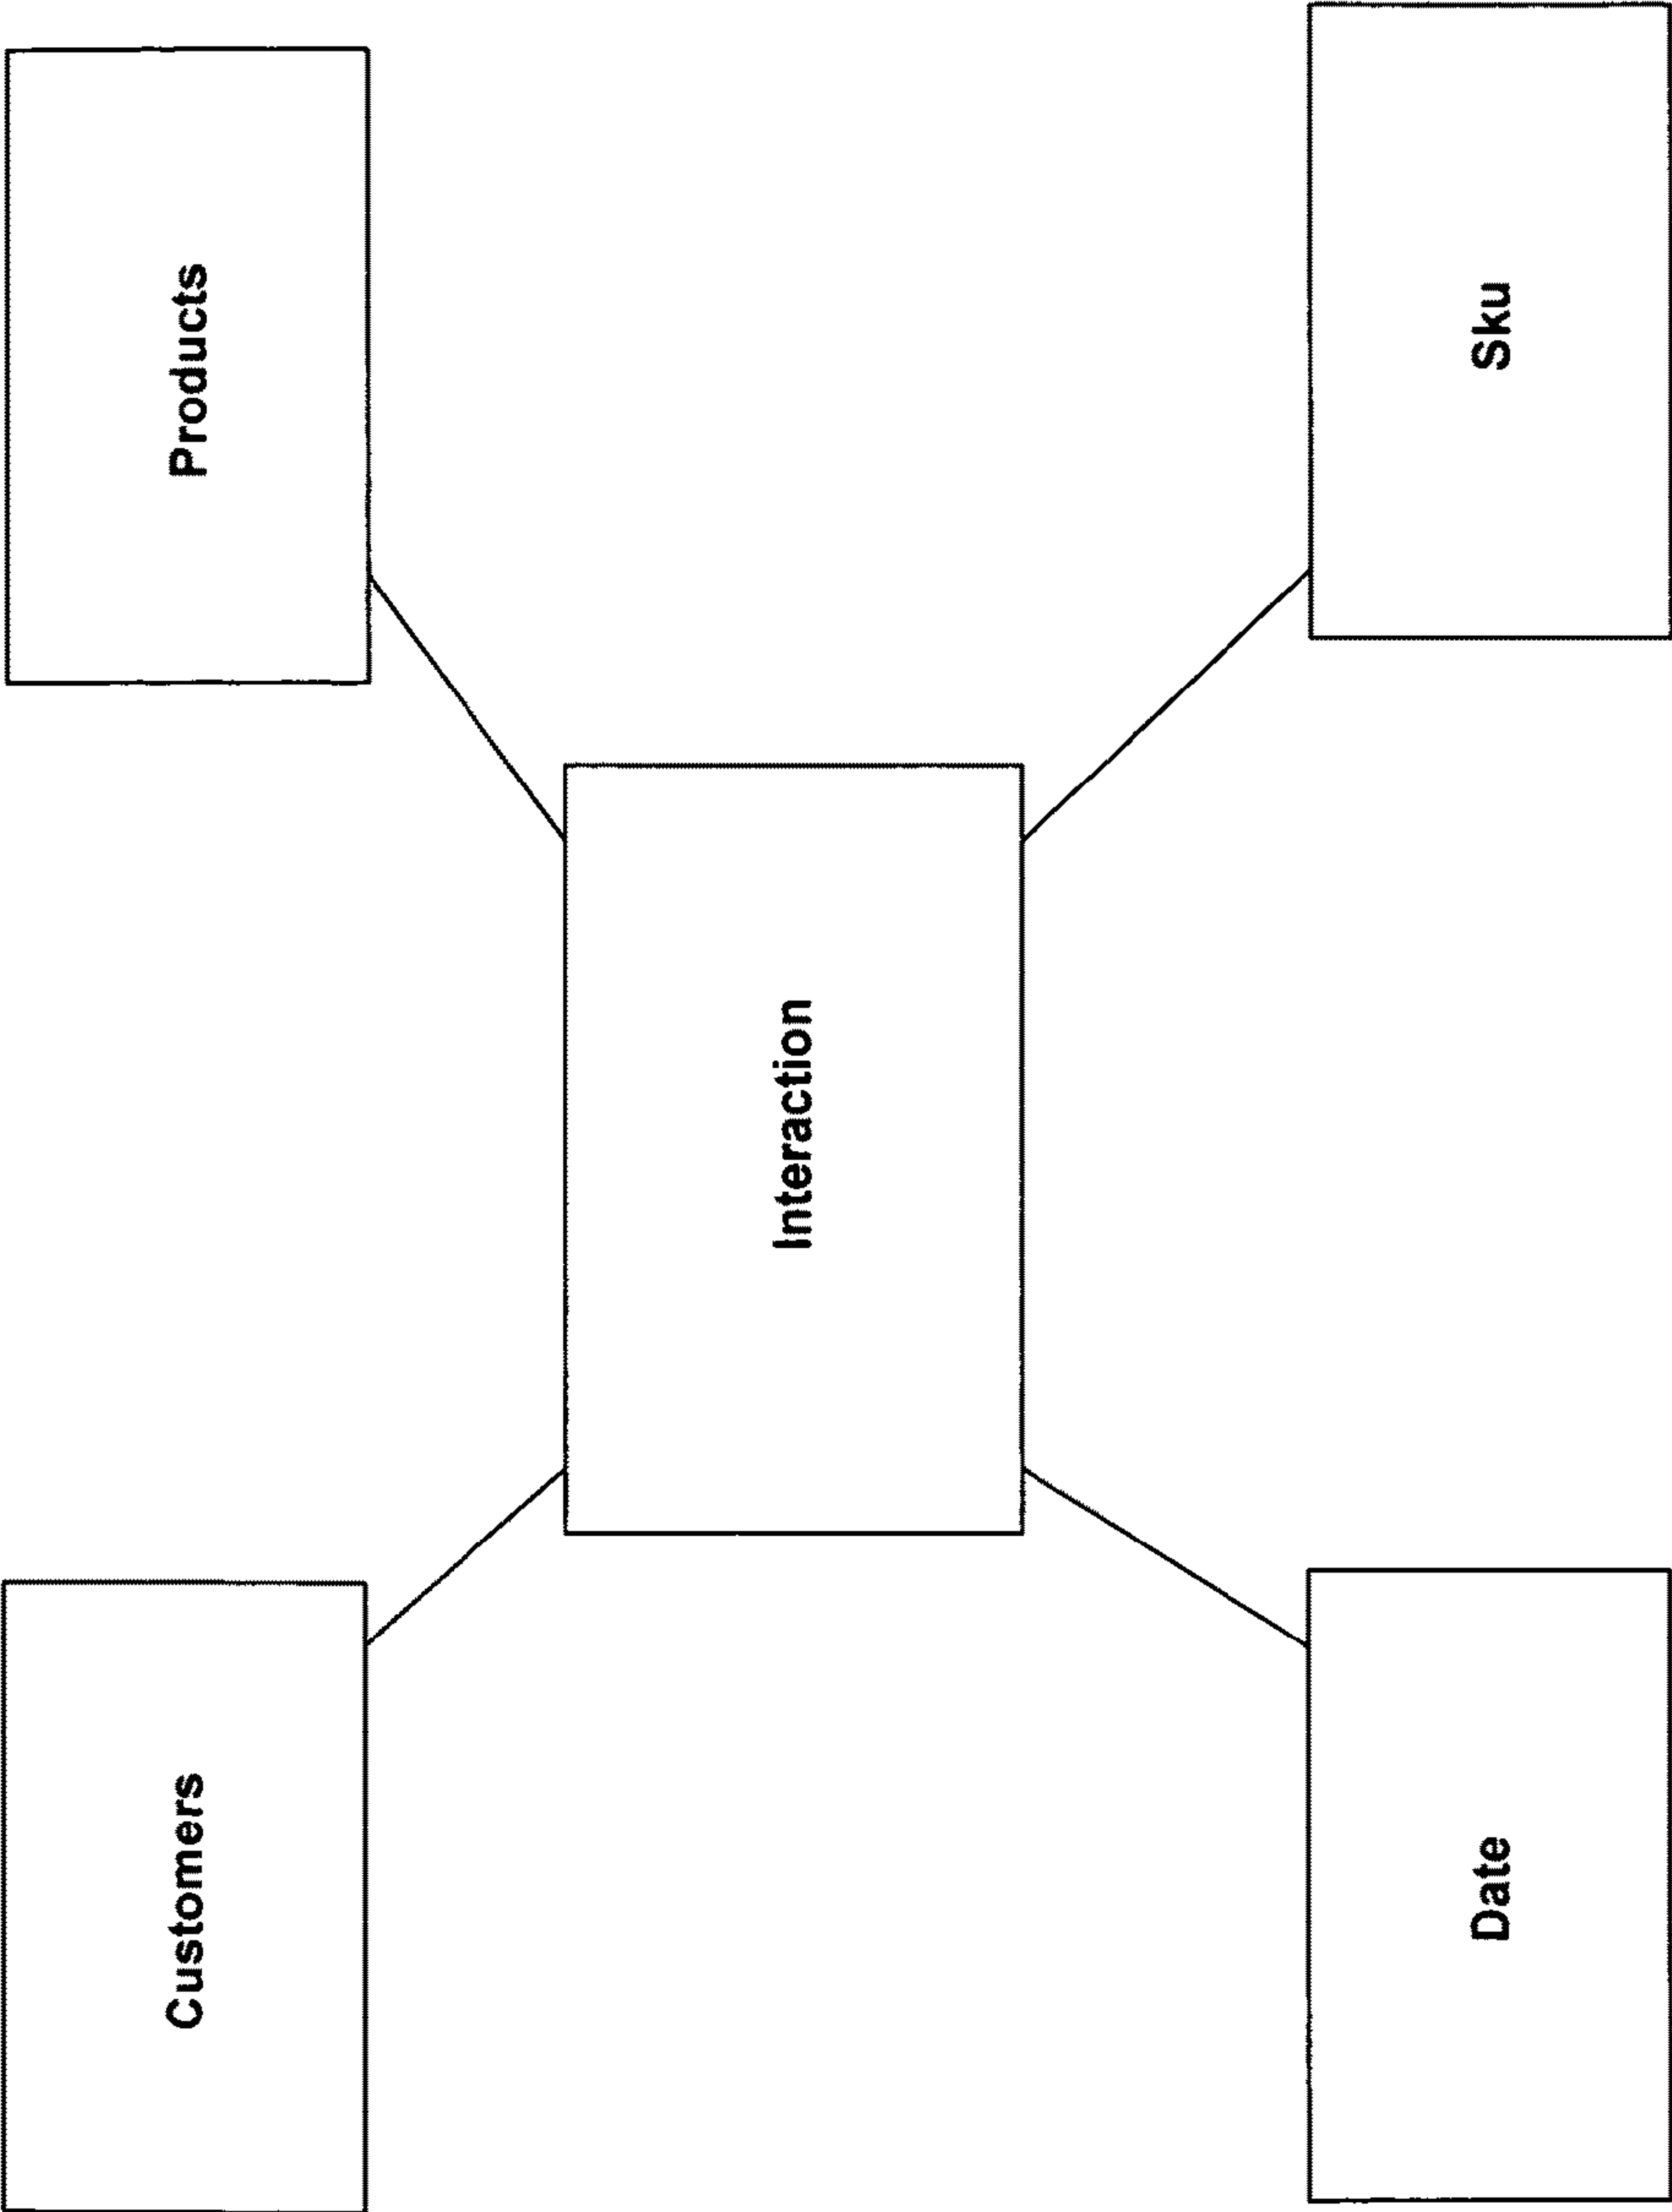 Customers
Products
Interaction
Date
Sku